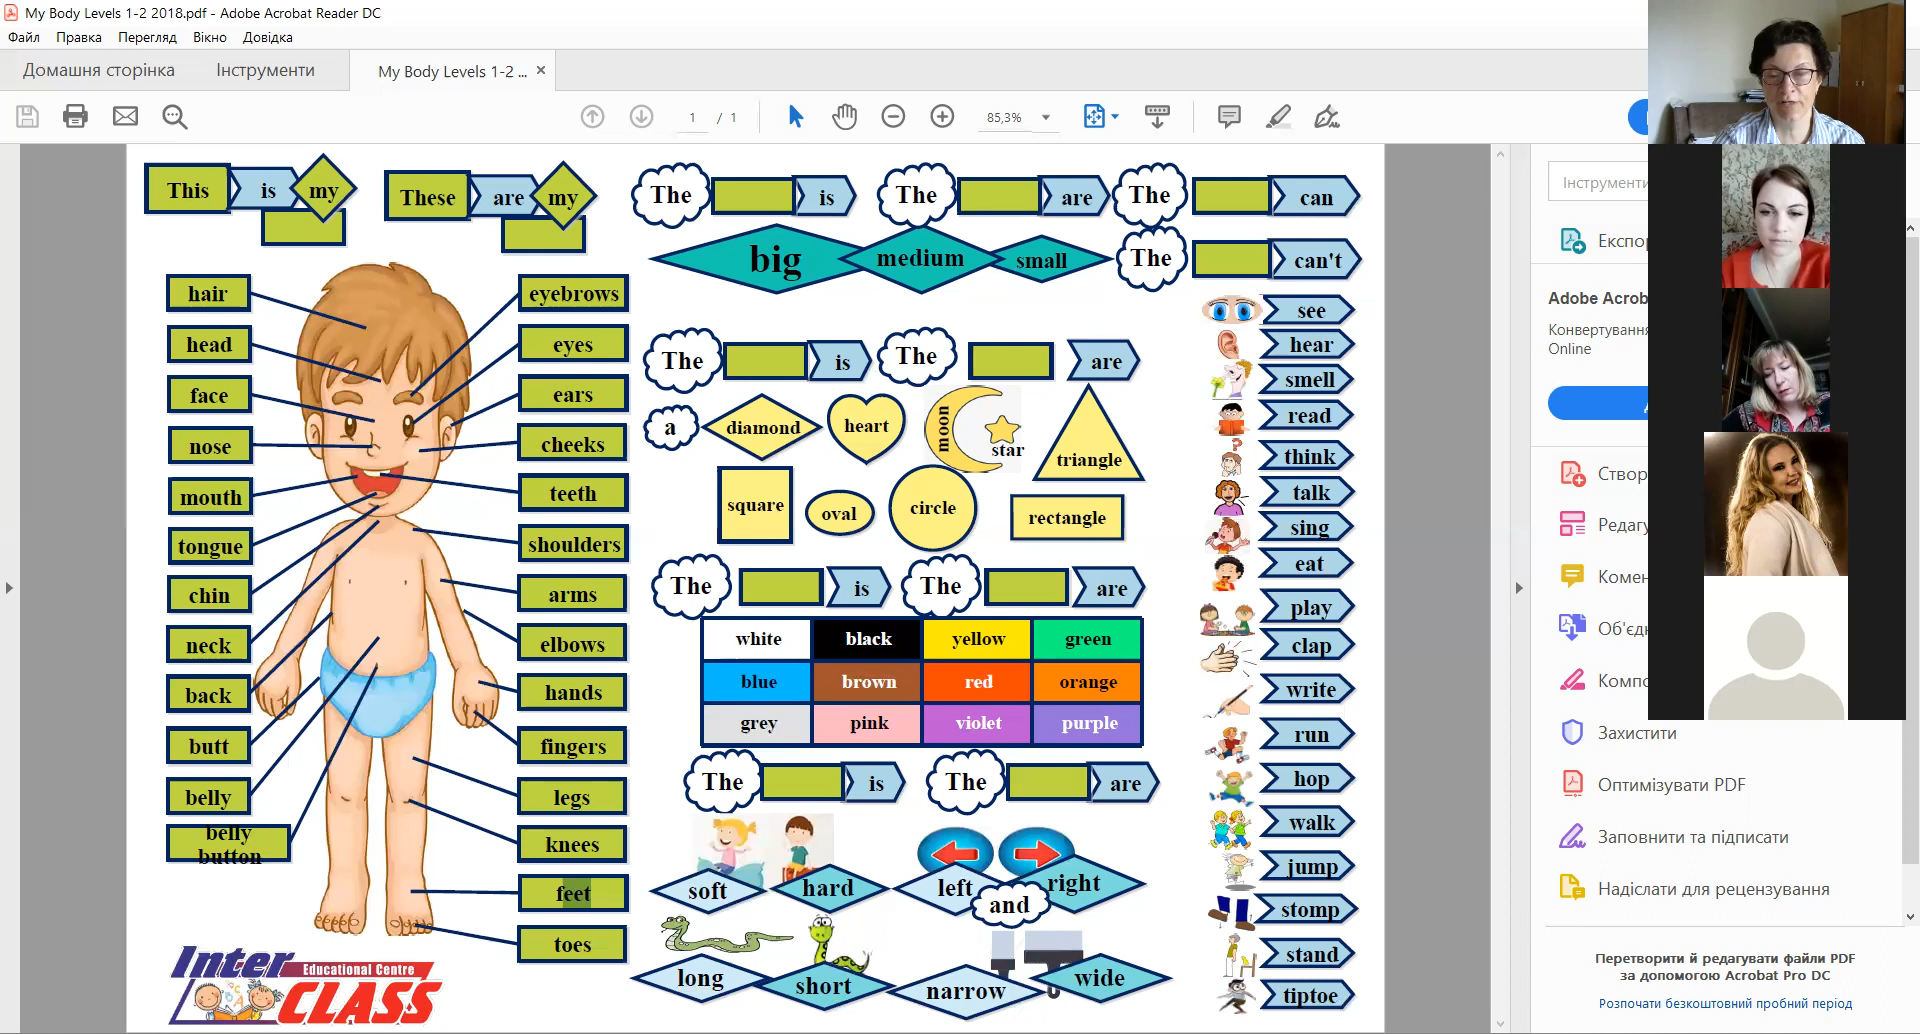 My Body Levels 1-2 2018.pdf - Adobe Acrobat Reader DC
Файл Правка Перегляд Вікно Довідка
Домашня сторінка Інструменти My Body Levels 1-2 ... ×
1 / 1 85,3%
This is my
These are my
The is
The are
The can
big medium small
The can't
hair
head
face
nose
mouth
tongue
chin
neck
back
butt
belly
belly button
eyebrows
eyes
ears
cheeks
teeth
shoulders
arms
elbows
hands
fingers
legs
knees
feet
toes
The is
The are
a diamond heart moon star triangle
square oval circle rectangle
The is
The are
white black yellow green
blue brown red orange
grey pink violet purple
The is
The are
soft hard left and right
long short narrow wide
see
hear
smell
read
think
talk
sing
eat
play
clap
write
run
hop
walk
jump
stomp
stand
tiptoe
Inter
Educational Centre
CLASS
Інструменти
Експор
Adobe Acrob
Конвертування
Online
Створ
Редагу
Комен
Об'єдн
Компо
Захистити
Оптимізувати PDF
Заповнити та підписати
Надіслати для рецензування
Перетворити й редагувати файли PDF
за допомогою Acrobat Pro DC
Розпочати безкоштовний пробний період